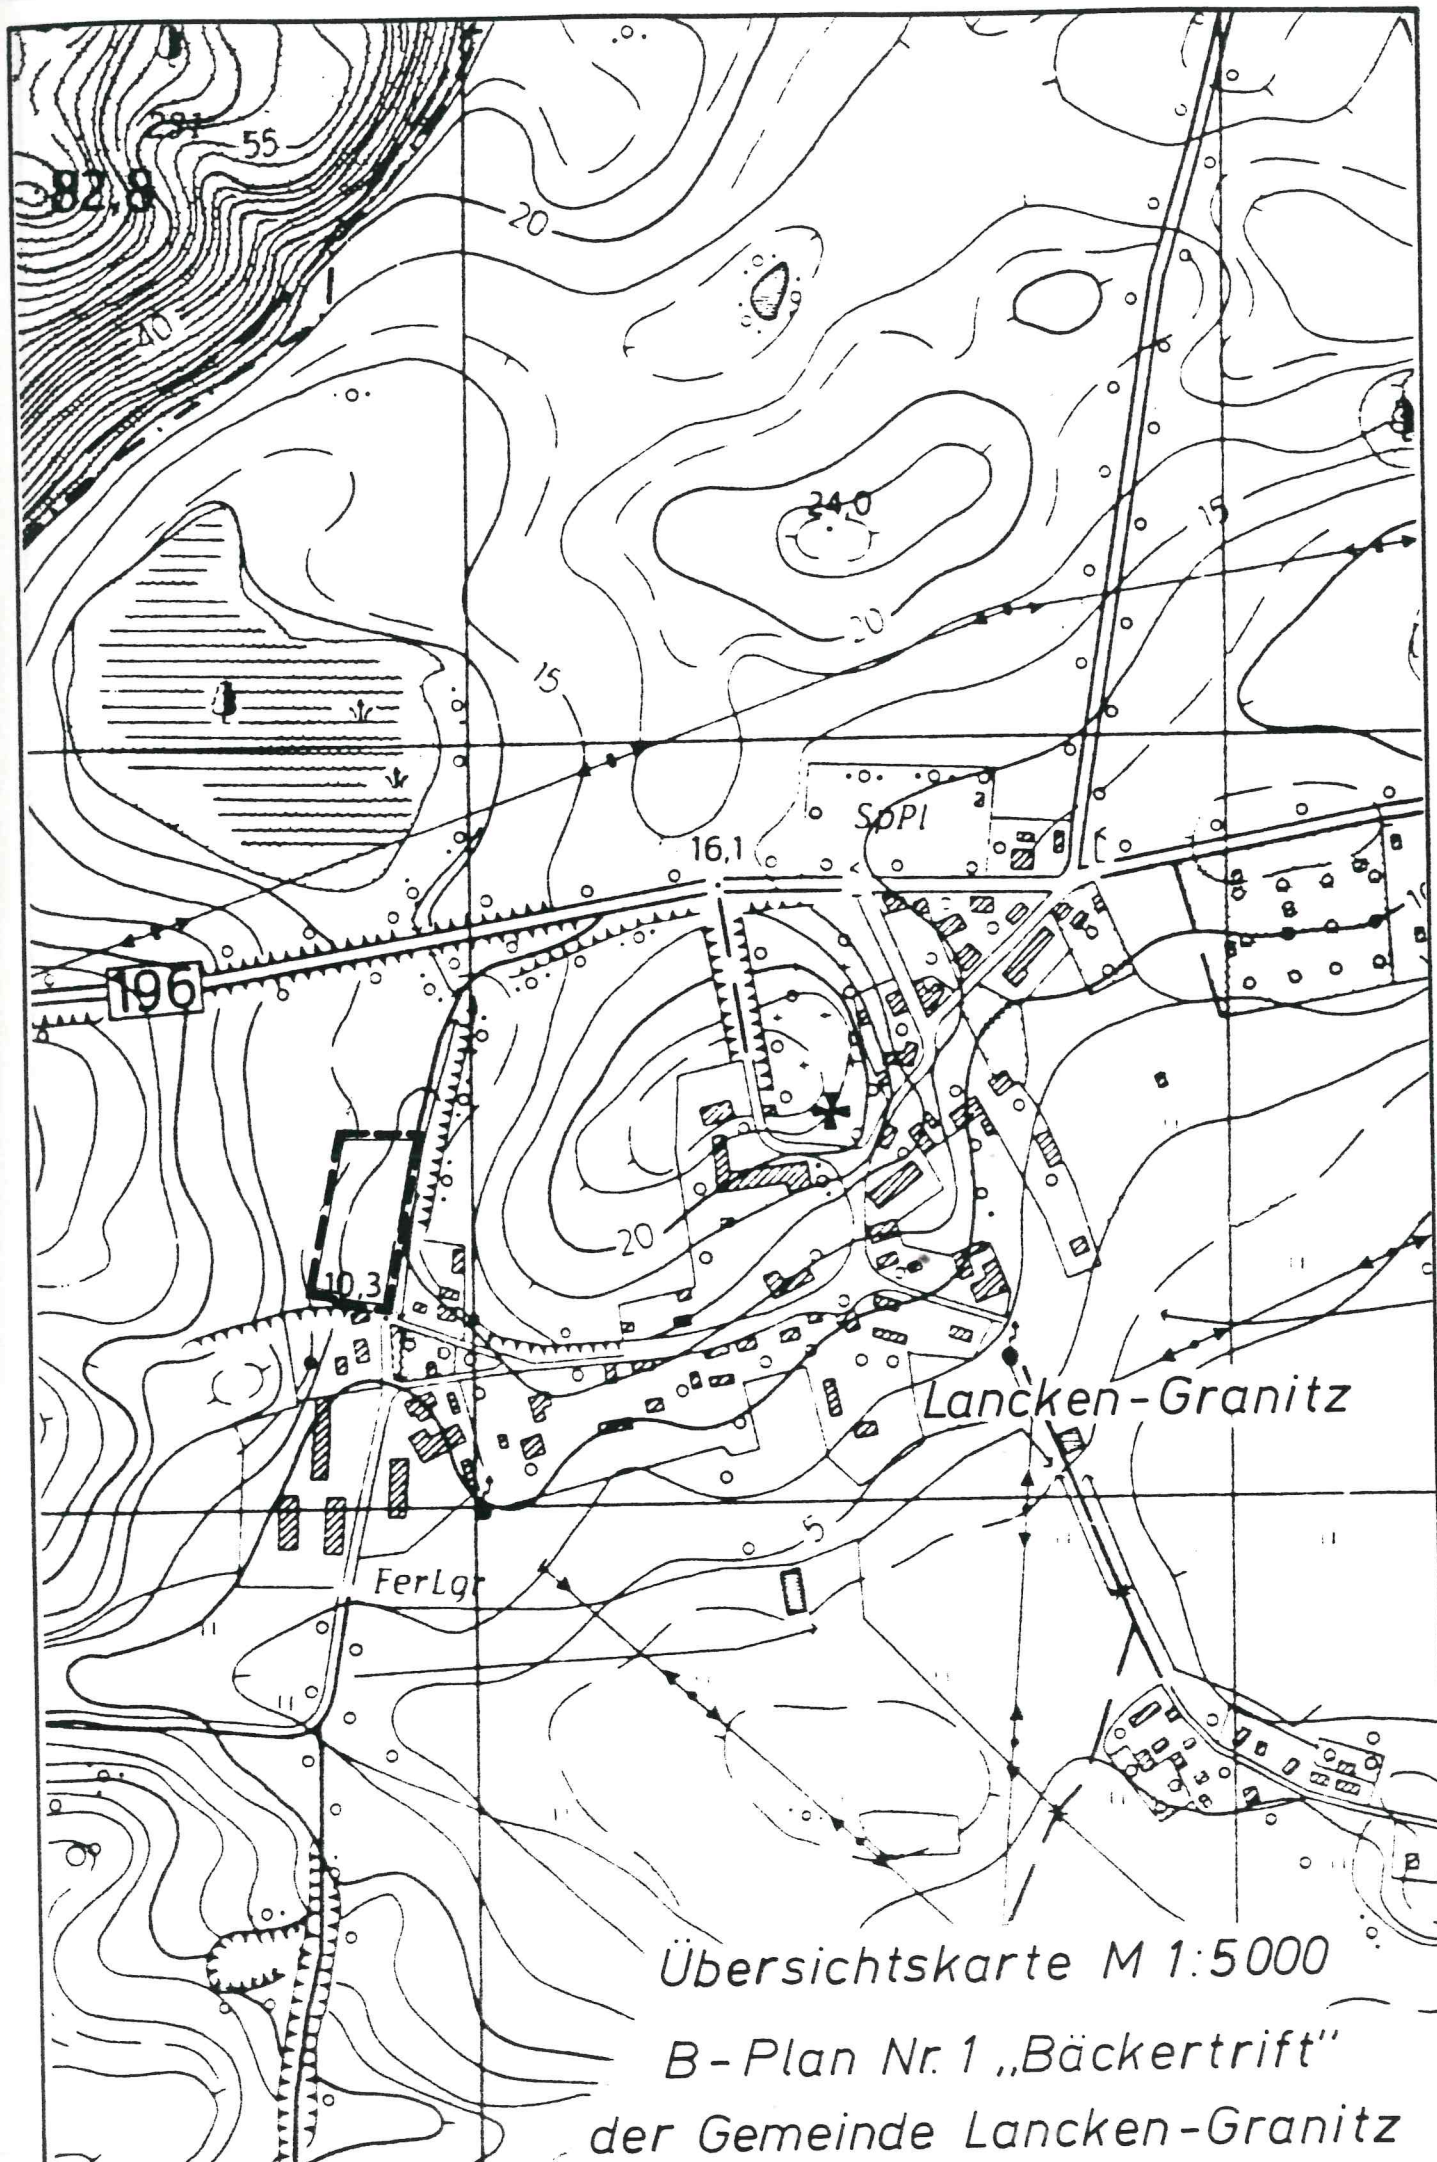 55
82,8
20
40
24,0
15
20
15
SpPl
16,1
196
20
10,3
Lancken-Granitz
5
FerLgr
Übersichtskarte M 1:5000
B-Plan Nr. 1 „Bäckertrift"
der Gemeinde Lancken-Granitz